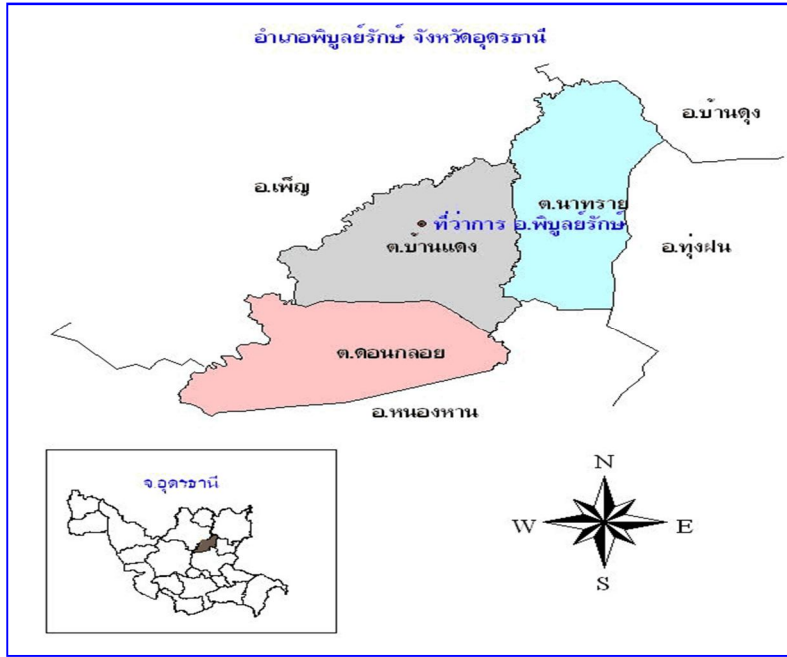 อำเภอพิบูลย์รักษ์ จังหวัดอุดรธานี
อ.บ้านดุง
อ.เพ็ญ
ต.นาทราย
ที่ว่าการ อ.พิบูลย์รักษ์
ต.บ้านแดง
อ.ทุ่งฝน
ต.ดอนกลอย
อ.หนองหาน
จ.อุดรธานี
N
W
E
S